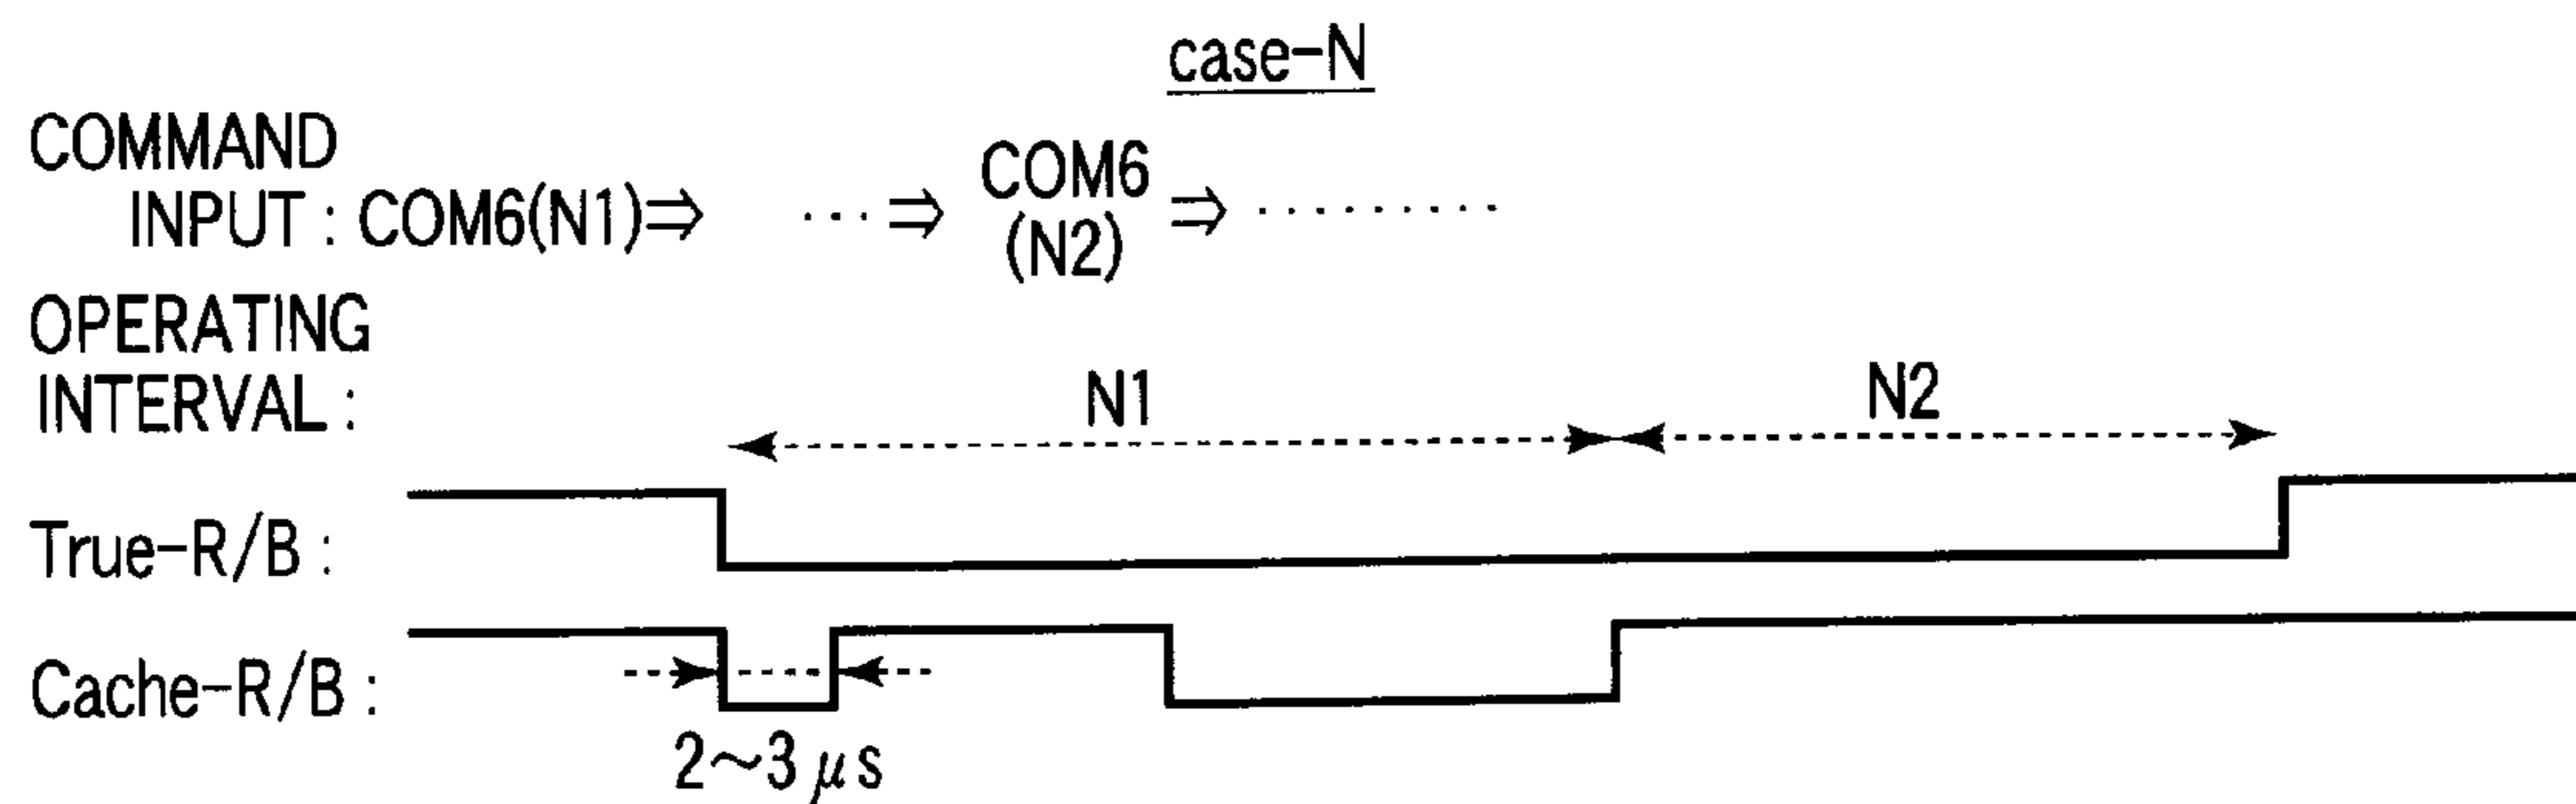 case-N
COMMAND
INPUT : COM6(N1)⇒ ··· ⇒ COM6 (N2) ⇒ ·········
OPERATING
INTERVAL :
N1 N2
True-R/B :
Cache-R/B :
2~3 μs